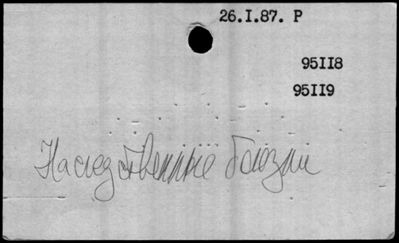 26.I.87. Р
95II8
95II9
Наследственные болезни